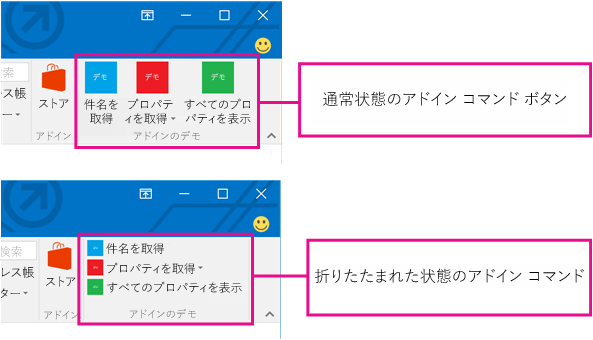 索
ス帳
ー
ストア
アドイン
デモ
デモ
デモ
件名を
取得
プロパテ
ィを取得
すべてのプロ
パティを表示
アドインのデモ
通常状態のアドイン コマンド ボタン
検索
レス帳
ター
ストア
アドイン
件名を取得
プロパティを取得
すべてのプロパティを表示
アドインのデモ
折りたたまれた状態のアドイン コマンド